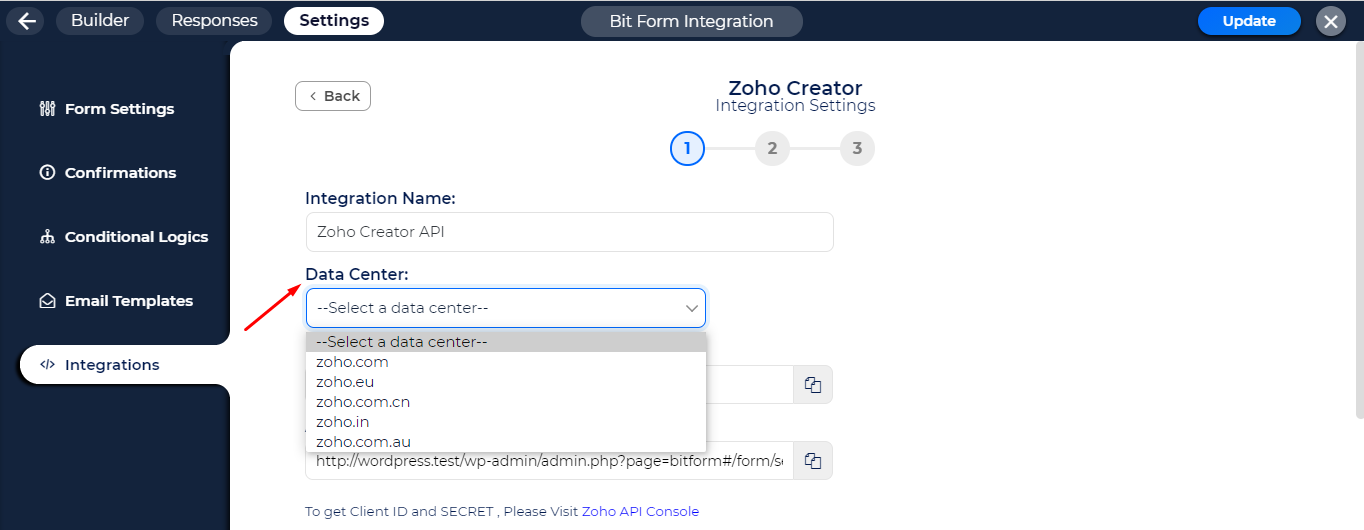 Builder
Responses
Settings
Bit Form Integration
Update
Form Settings
Confirmations
Conditional Logics
Email Templates
Integrations
Back
Zoho Creator
Integration Settings
1
2
3
Integration Name:
Zoho Creator API
Data Center:
--Select a data center--
--Select a data center--
zoho.com
zoho.eu
zoho.com.cn
zoho.in
zoho.com.au
http://wordpress.test/wp-admin/admin.php?page=bitform#/form/se
To get Client ID and SECRET , Please Visit Zoho API Console